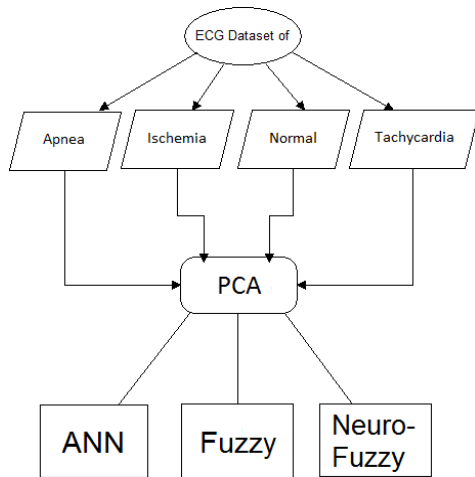 ECG Dataset of
Apnea
Ischemia
Normal
Tachycardia
PCA
ANN
Fuzzy
Neuro-
Fuzzy